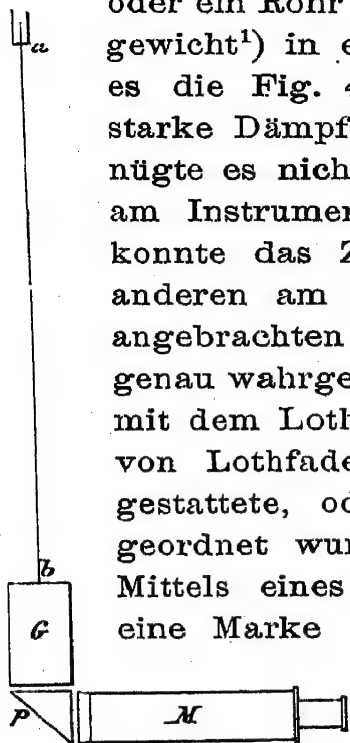 oder ein Rohr
a
gewicht¹) in e
es die Fig. 4
starke Dämpf
nügte es nich
am Instrumen
konnte das Z
anderen am
angebrachten
genau wahrge
mit dem Loth
von Lothfade
gestattete, od
geordnet wur
b
Mittels eines
G
eine Marke
P
M